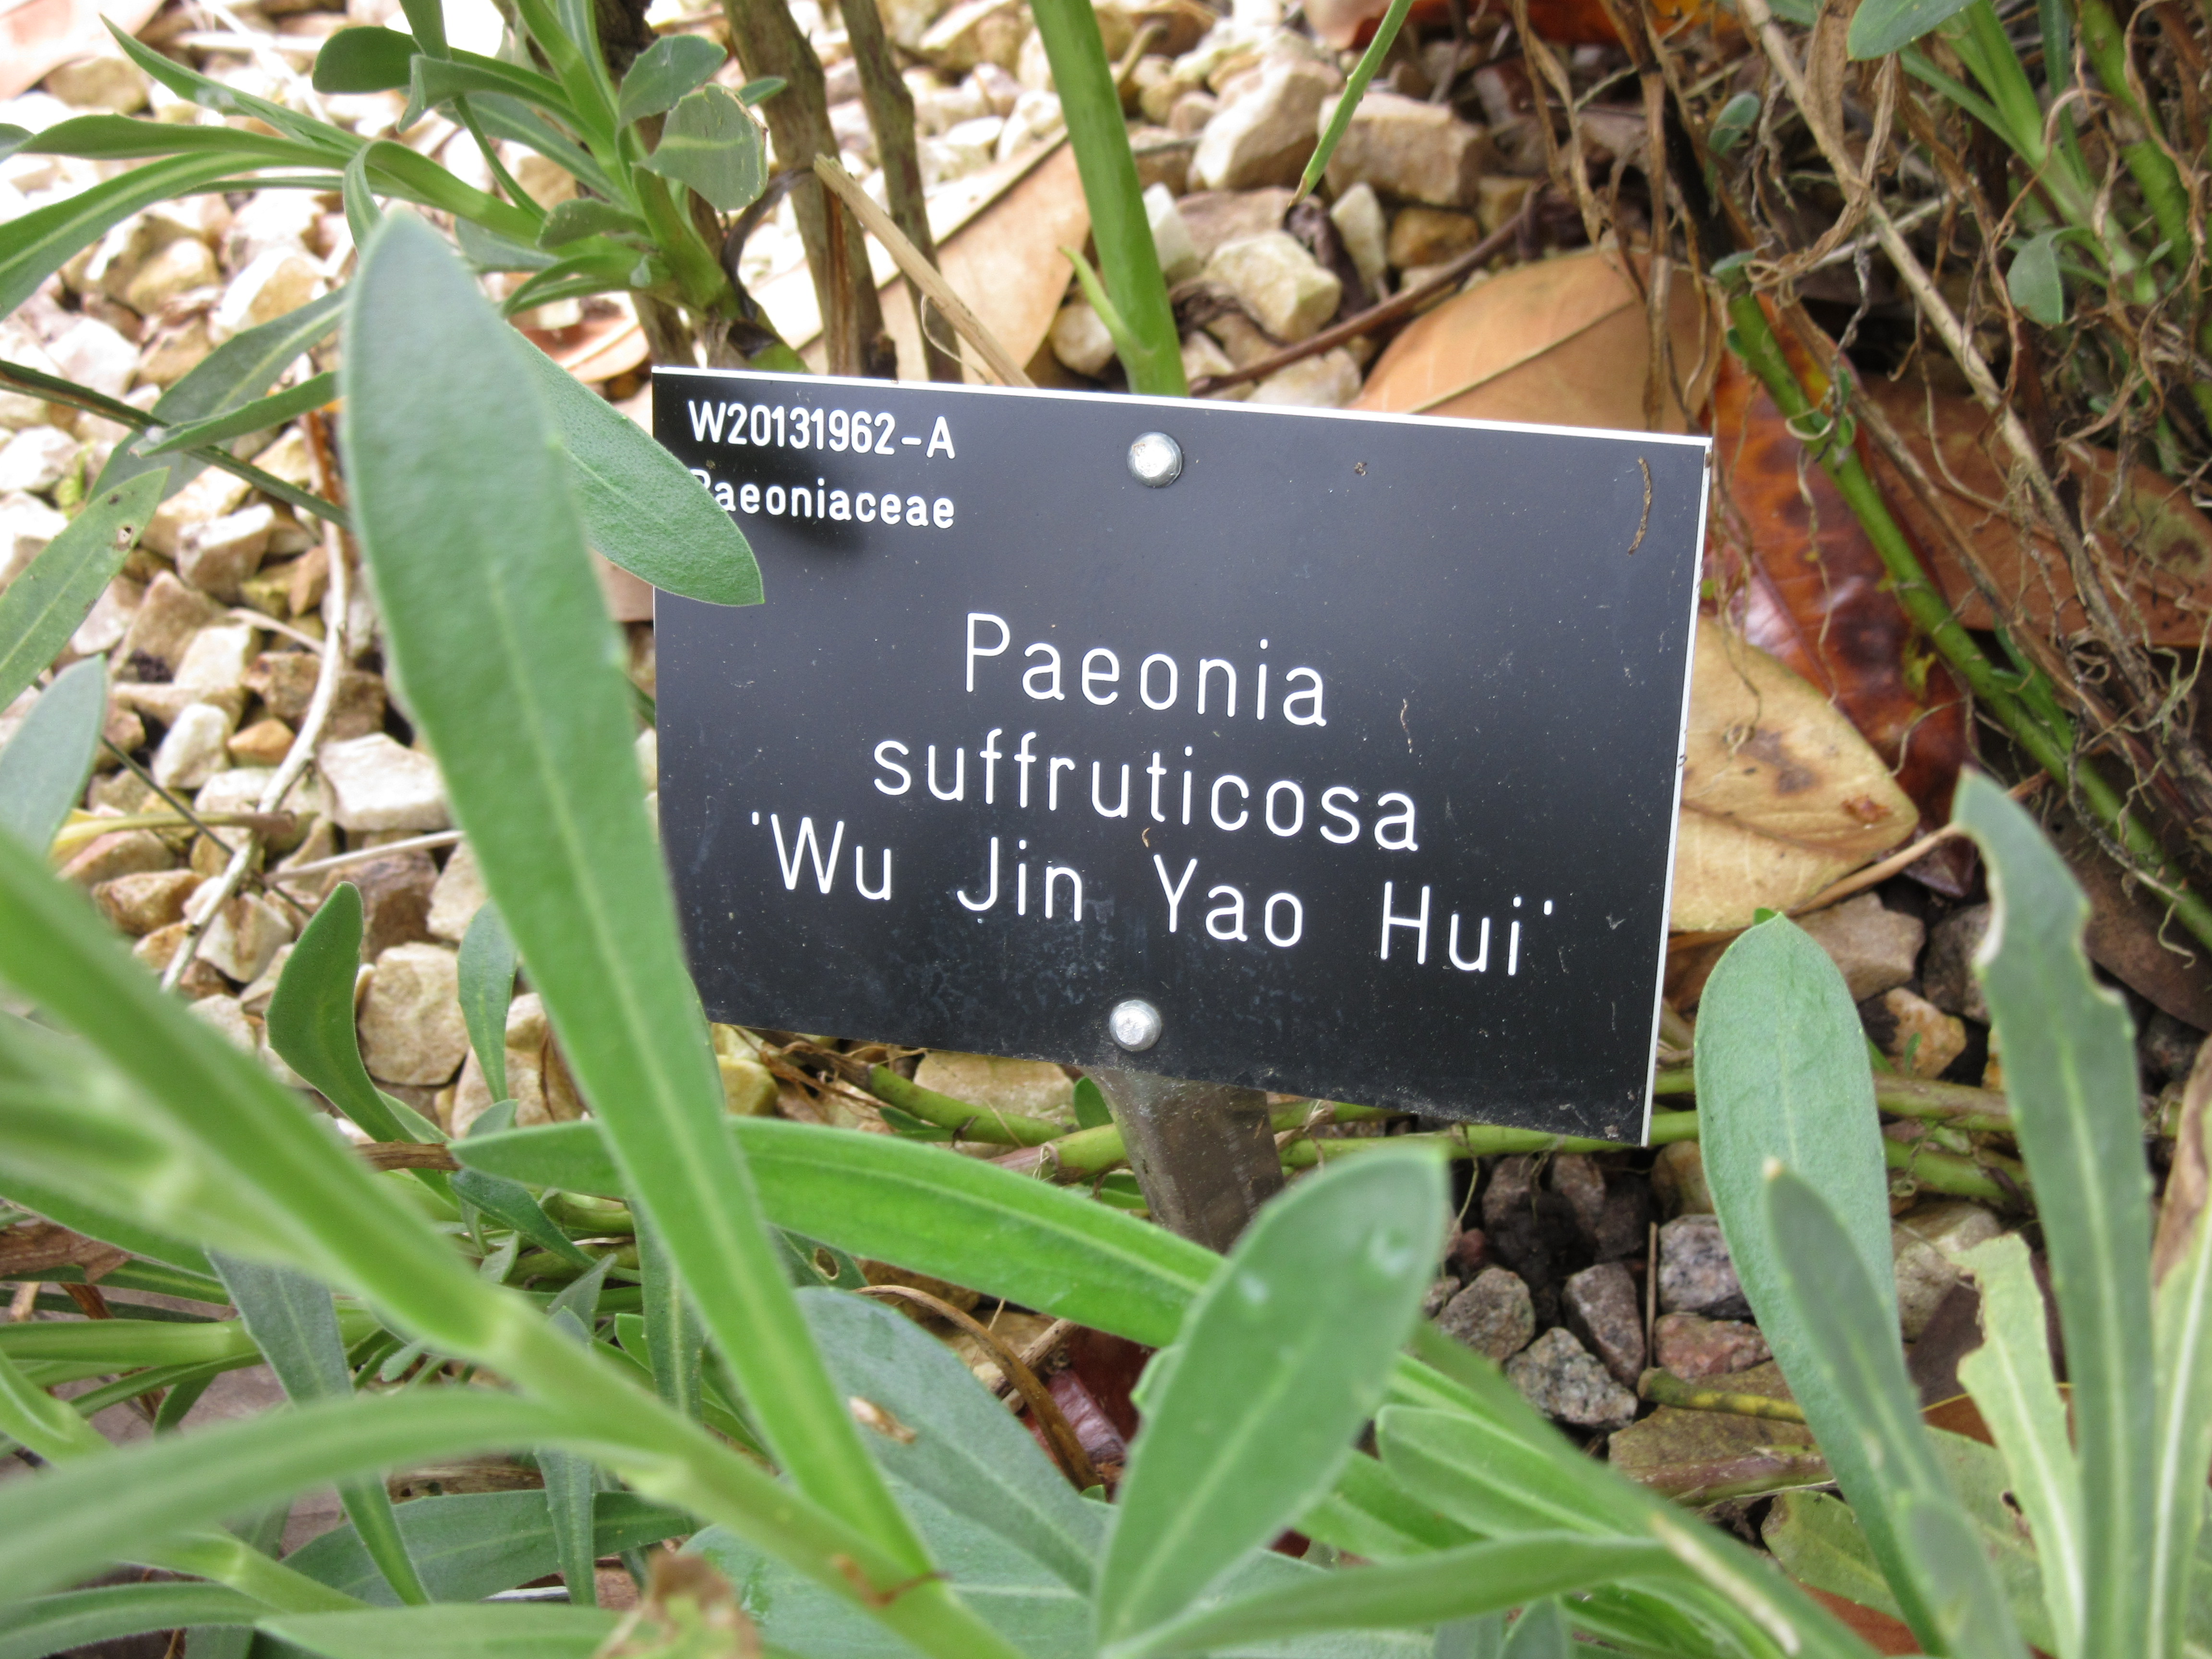 W20131962-A
Paeoniaceae
Paeonia
suffruticosa
'Wu Jin Yao Hui'